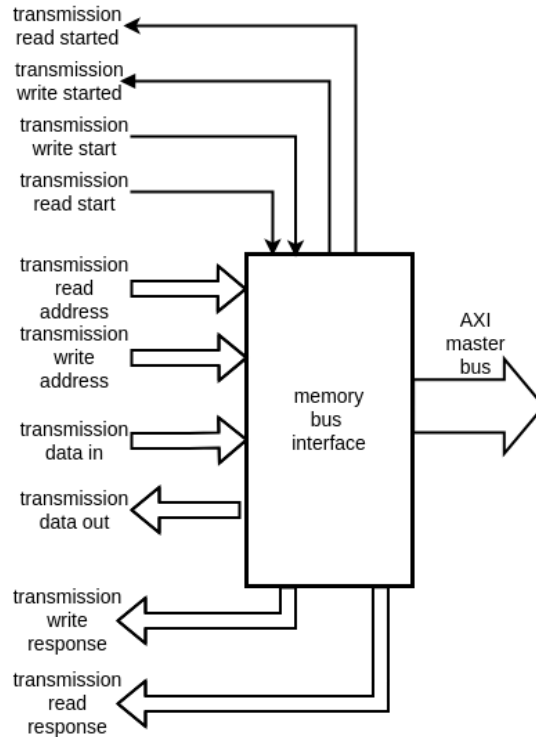 transmission
read started
transmission
write started
transmission
write start
transmission
read start
transmission
read
address
transmission
write
address
transmission
data in
transmission
data out
transmission
write
response
transmission
read
response
memory
bus
interface
AXI
master
bus